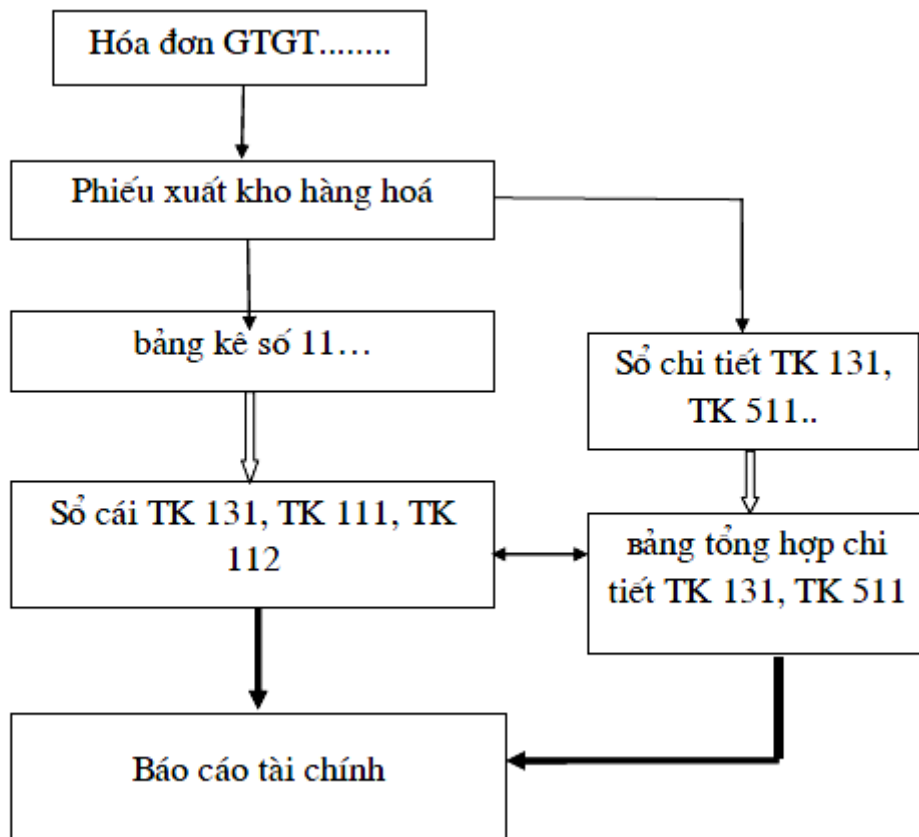 Hóa đơn GTGT........
Phiếu xuất kho hàng hoá
bảng kê số 11…
Sổ chi tiết TK 131,
TK 511..
Sổ cái TK 131, TK 111, TK
112
bảng tổng hợp chi
tiết TK 131, TK 511
Báo cáo tài chính